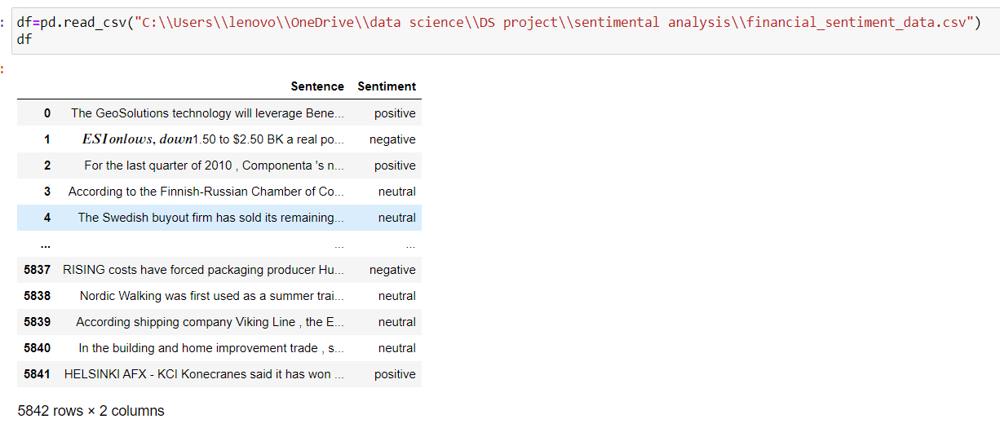 : df=pd.read_csv("C:\\Users\\lenovo\\OneDrive\\data science\\DS project\\sentimental analysis\\financial_sentiment_data.csv")
df
:
Sentence Sentiment
0 The GeoSolutions technology will leverage Bene... positive
1 ESIonlows, down1.50 to $2.50 BK a real po... negative
2 For the last quarter of 2010 , Componenta 's n... positive
3 According to the Finnish-Russian Chamber of Co... neutral
4 The Swedish buyout firm has sold its remaining... neutral
... ... ...
5837 RISING costs have forced packaging producer Hu... negative
5838 Nordic Walking was first used as a summer trai... neutral
5839 According shipping company Viking Line , the E... neutral
5840 In the building and home improvement trade , s... neutral
5841 HELSINKI AFX - KCI Konecranes said it has won ... positive
5842 rows × 2 columns